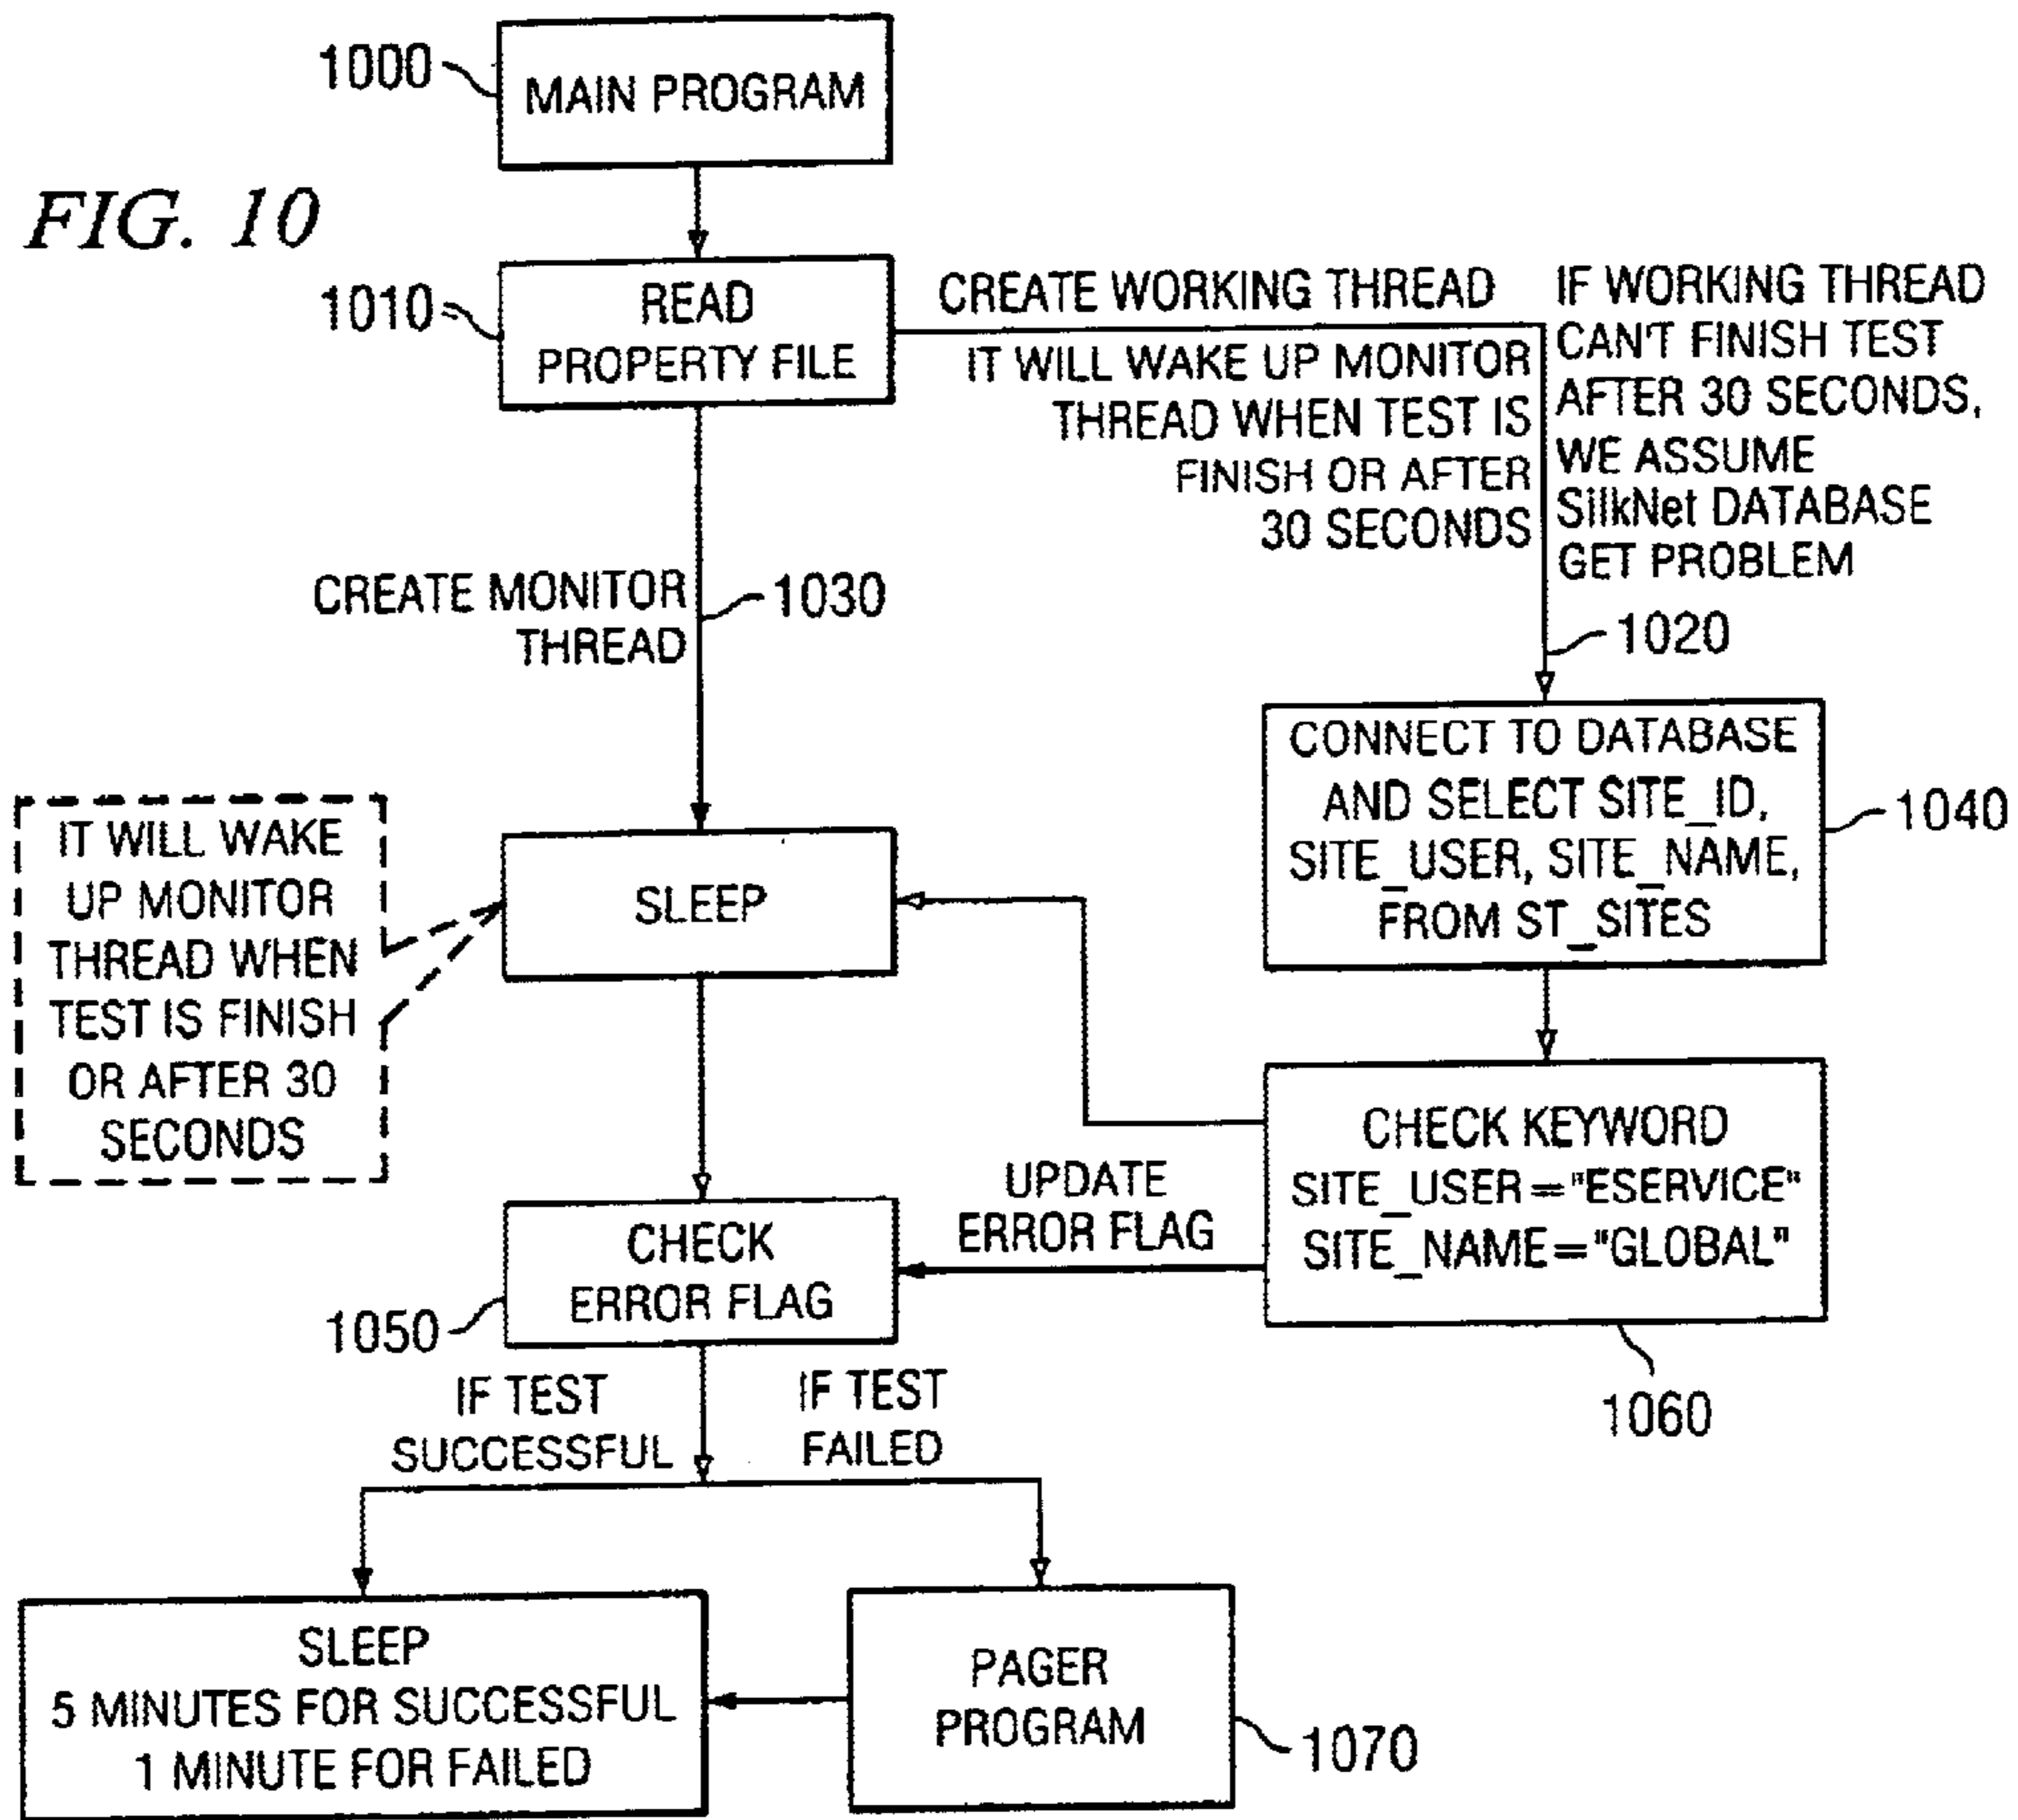 1000
MAIN PROGRAM
FIG. 10
1010
READ
PROPERTY FILE
CREATE WORKING THREAD
IT WILL WAKE UP MONITOR
THREAD WHEN TEST IS
FINISH OR AFTER
30 SECONDS
IF WORKING THREAD
CAN'T FINISH TEST
AFTER 30 SECONDS,
WE ASSUME
SilkNet DATABASE
GET PROBLEM
CREATE MONITOR
THREAD
1030
1020
CONNECT TO DATABASE
AND SELECT SITE_ID,
SITE_USER, SITE_NAME,
FROM ST_SITES
1040
IT WILL WAKE
UP MONITOR
THREAD WHEN
TEST IS FINISH
OR AFTER 30
SECONDS
SLEEP
CHECK KEYWORD
SITE_USER="ESERVICE"
SITE_NAME="GLOBAL"
1060
UPDATE
ERROR FLAG
CHECK
ERROR FLAG
1050
IF TEST
SUCCESSFUL
IF TEST
FAILED
SLEEP
5 MINUTES FOR SUCCESSFUL
1 MINUTE FOR FAILED
PAGER
PROGRAM
1070